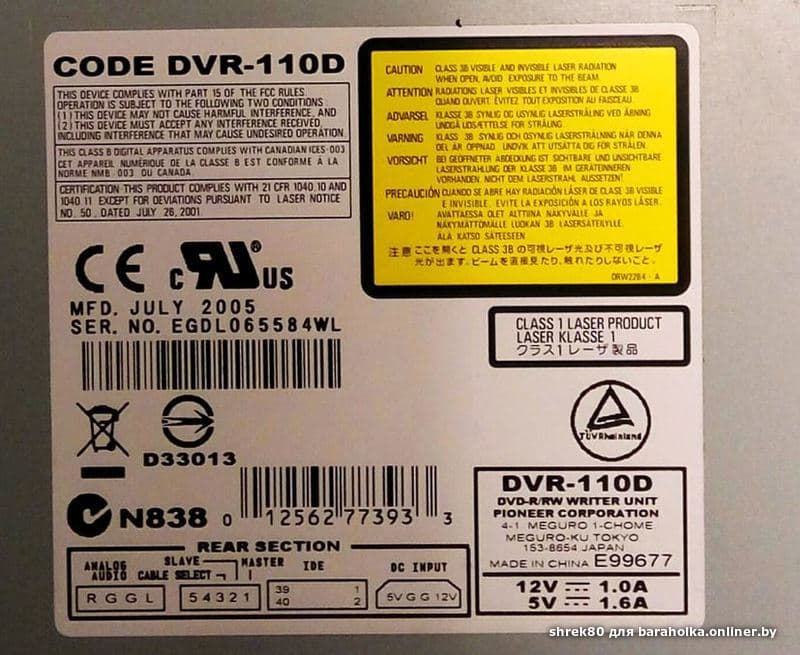 CODE DVR-110D
THIS DEVICE COMPLIES WITH PART 15 OF THE FCC RULES
OPERATION IS SUBJECT TO THE FOLLOWING TWO CONDITIONS:
(1) THIS DEVICE MAY NOT CAUSE HARMFUL INTERFERENCE, AND
(2) THIS DEVICE MUST ACCEPT ANY INTERFERENCE RECEIVED,
INCLUDING INTERFERENCE THAT MAY CAUSE UNDESIRED OPERATION.
THIS CLASS B DIGITAL APPARATUS COMPLIES WITH CANADIAN ICES-003
CET APPAREIL NUMÉRIQUE DE LA CLASSE B EST CONFORME À LA
NORME NMB-003 DU CANADA.
CERTIFICATION:THIS PRODUCT COMPLIES WITH 21 CFR 1040.10 AND
1040.11 EXCEPT FOR DEVIATIONS PURSUANT TO LASER NOTICE
NO. 50, DATED JULY 26,2001
CE c RU® US
MFD. JULY 2005
SER. NO. EGDL065584WL
D33013
N838
0 12562 77393 3
REAR SECTION
ANALOG AUDIO
SLAVE
CABLE SELECT
MASTER
IDE
DC INPUT
R G G L
5 4 3 2 1
39 1
40 2
5V G G 12V
CAUTION CLASS 3B VISIBLE AND INVISIBLE LASER RADIATION
WHEN OPEN, AVOID EXPOSURE TO THE BEAM.
ATTENTION RADIATIONS LASER VISIBLES ET INVISIBLES DE CLASSE 3B
QUAND OUVERT. ÉVITEZ TOUT EXPOSITION AU FAISCEAU.
ADVARSEL KLASSE 3B SYNLIG OG USYNLIG LASERSTRÅLING VED ÅBNING
UNDGÅ UDSÆTTELSE FOR STRÅLING
VARNING KLASS 3B SYNLIG OCH OSYNLIG LASERSTRÅLNING NÄR DENNA
DEL ÄR ÖPPNAD. UNDVIK ATT UTSÄTTA DIG FÖR STRÅLEN.
VORSICHT BEI GEÖFFNETER ABDECKUNG IST SICHTBARE UND UNSICHTBARE
LASERSTRAHLUNG DER KLASSE 3B IM GERÄTEINNEREN
VORHANDEN. NICHT DEM LASERSTRAHL AUSSETZEN!
PRECAUCIÓN CUANDO SE ABRE HAY RADIACIÓN LÁSER DE CLASE 3B VISIBLE
E INVISIBLE. EVITE LA EXPOSICIÓN A LOS RAYOS LÁSER.
VARO! AVATTAESSA OLET ALTTIINA NÄKYVÄLLE JA
NÄKYMÄTTÖMÄLLE LUOKAN 3B LASERSÄTEILYLLE.
ÄLÄ KATSO SÄTEESEEN
注意 ここを開くと CLASS 3B の可視レーザ光及び不可視レーザ
光が出ます。ビームを直接見たり、触れたりしないこと。
DRW2284 - A
CLASS 1 LASER PRODUCT
LASER KLASSE 1
クラス1 レーザ製品
TÜVRheinland
DVR-110D
DVD-R/RW WRITER UNIT
PIONEER CORPORATION
4-1, MEGURO 1-CHOME
MEGURO-KU TOKYO
153-8654 JAPAN
MADE IN CHINA E99677
12V ⎓ 1.0A
5V ⎓ 1.6A
shrek80 для baraholka.onliner.by